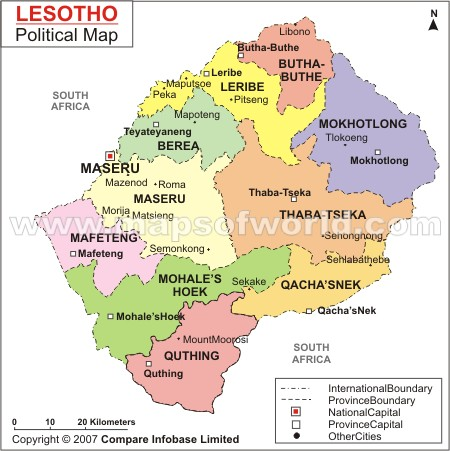 LESOTHO
Political Map
N
Libono
Butha-Buthe
BUTHA-
BUTHE
Leribe
Maputsoe
LERIBE
Peka
Pitseng
SOUTH
AFRICA
Mapoteng
MOKHOTLONG
Teyateyaneng
Tlokoeng
BEREA
Mokhotlong
MASERU
Mazenod
Roma
MASERU
Thaba-Tseka
Morija
Matsieng
THABA-TSEKA
www.mapsofworld.com
MAFETENG
Mafeteng
Semonkong
Senongnong
Sehlabathebe
MOHALE'S
HOEK
Sekake
QACHA'SNEK
Mohale'sHoek
Qacha'sNek
MountMoorosi
QUTHING
Quthing
SOUTH
AFRICA
InternationalBoundary
ProvinceBoundary
NationalCapital
ProvinceCapital
OtherCities
0 10 20 Kilometers
Copyright © 2007 Compare Infobase Limited